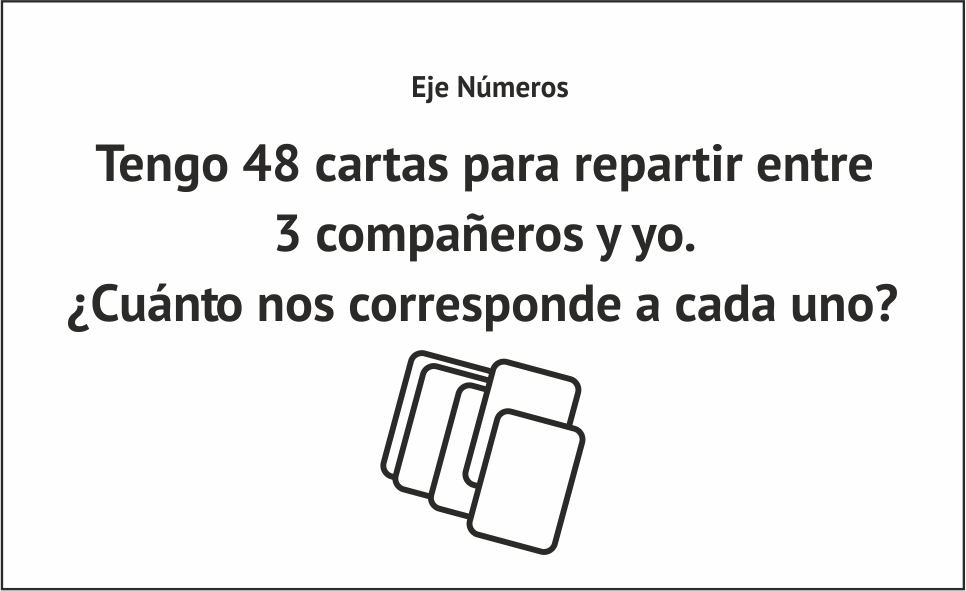 Eje Números
Tengo 48 cartas para repartir entre
3 compañeros y yo.
¿Cuánto nos corresponde a cada uno?